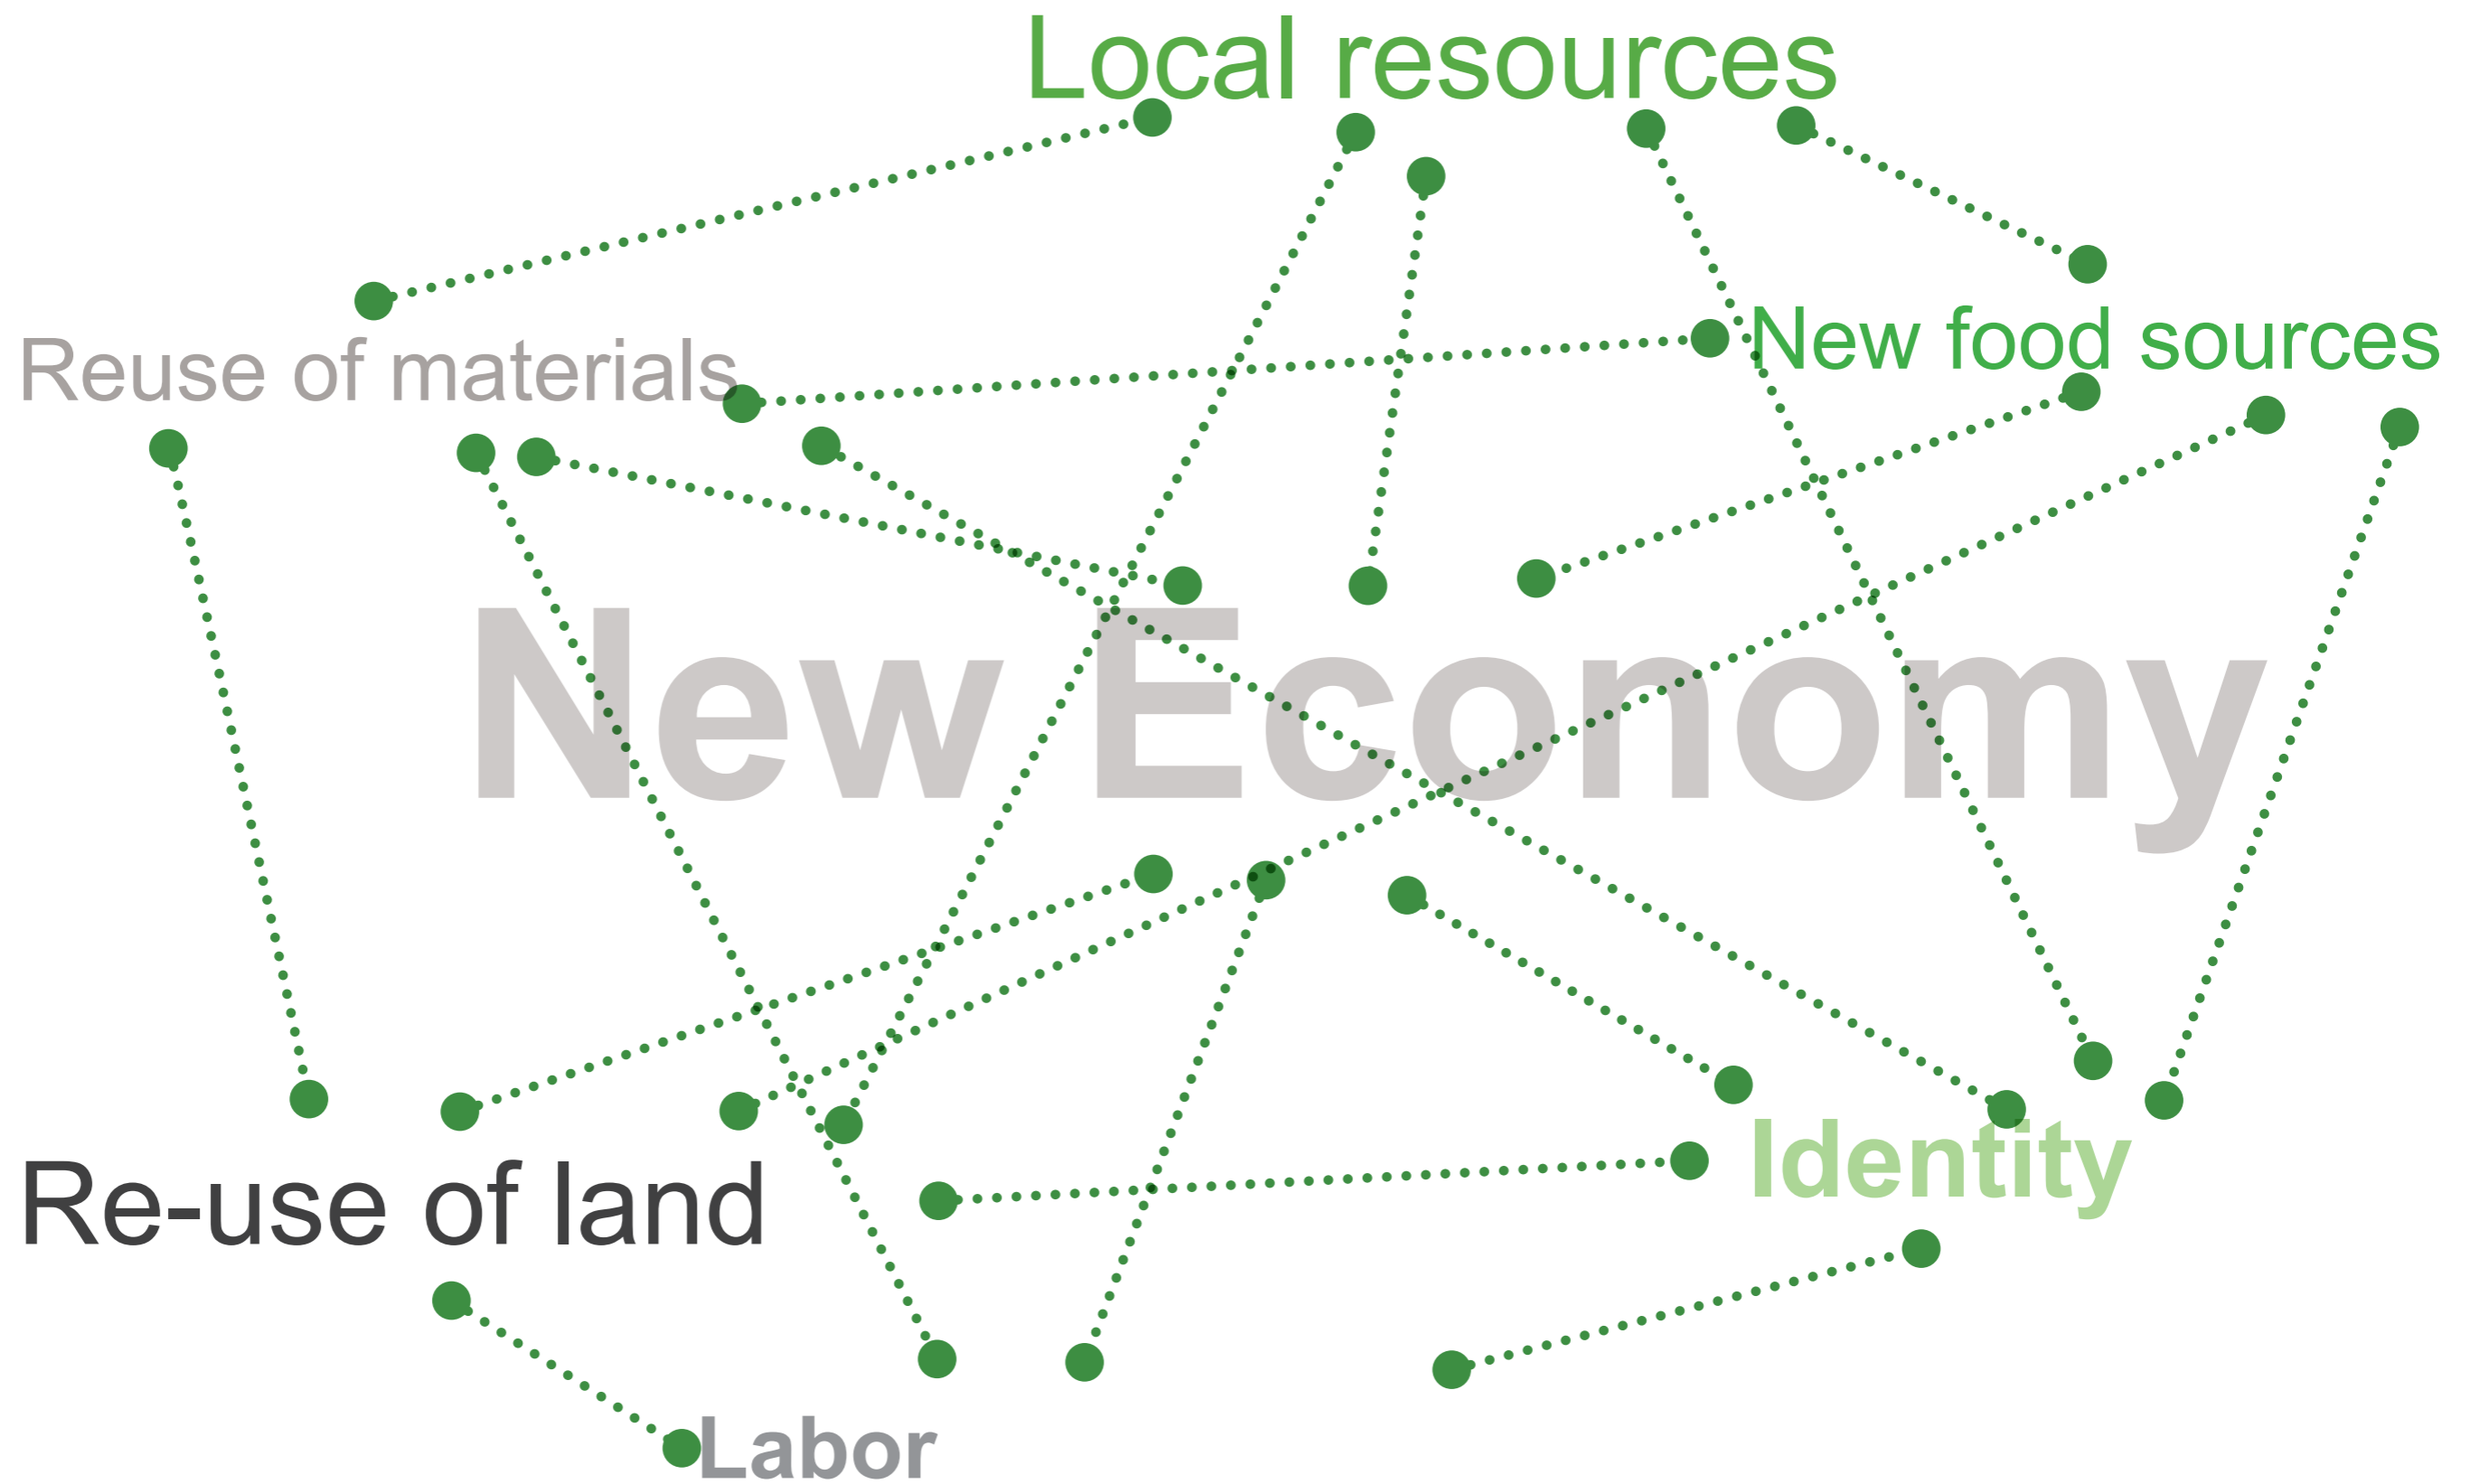 Local resources
Reuse of materials
New food sources
New Economy
Re-use of land
Identity
Labor